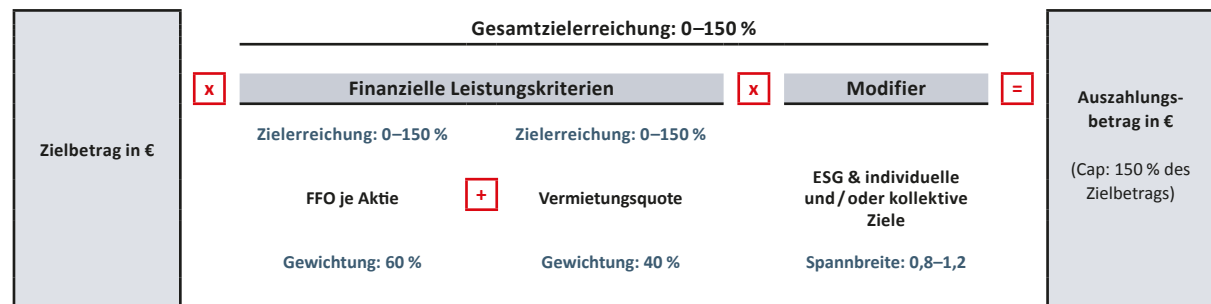 Gesamtzielerreichung: 0–150 %
x
Finanzielle Leistungskriterien
x
Modifier
=
Zielbetrag in €
Zielerreichung: 0–150 %
Zielerreichung: 0–150 %
FFO je Aktie
+
Vermietungsquote
ESG & individuelle
und / oder kollektive
Ziele
Gewichtung: 60 %
Gewichtung: 40 %
Spannbreite: 0,8–1,2
Auszahlungs-
betrag in €
(Cap: 150 % des
Zielbetrags)